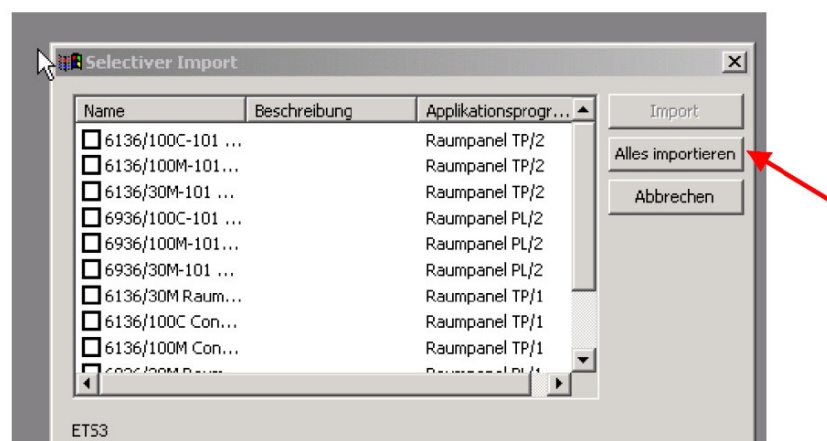 Selectiver Import
Name Beschreibung Applikationsprogr...
Import
6136/100C-101 ... Raumpanel TP/2
6136/100M-101... Raumpanel TP/2
Alles importieren
6136/30M-101 ... Raumpanel TP/2
Abbrechen
6936/100C-101 ... Raumpanel PL/2
6936/100M-101... Raumpanel PL/2
6936/30M-101 ... Raumpanel PL/2
6136/30M Raum... Raumpanel TP/1
6136/100C Con... Raumpanel TP/1
6136/100M Con... Raumpanel TP/1
ETS3